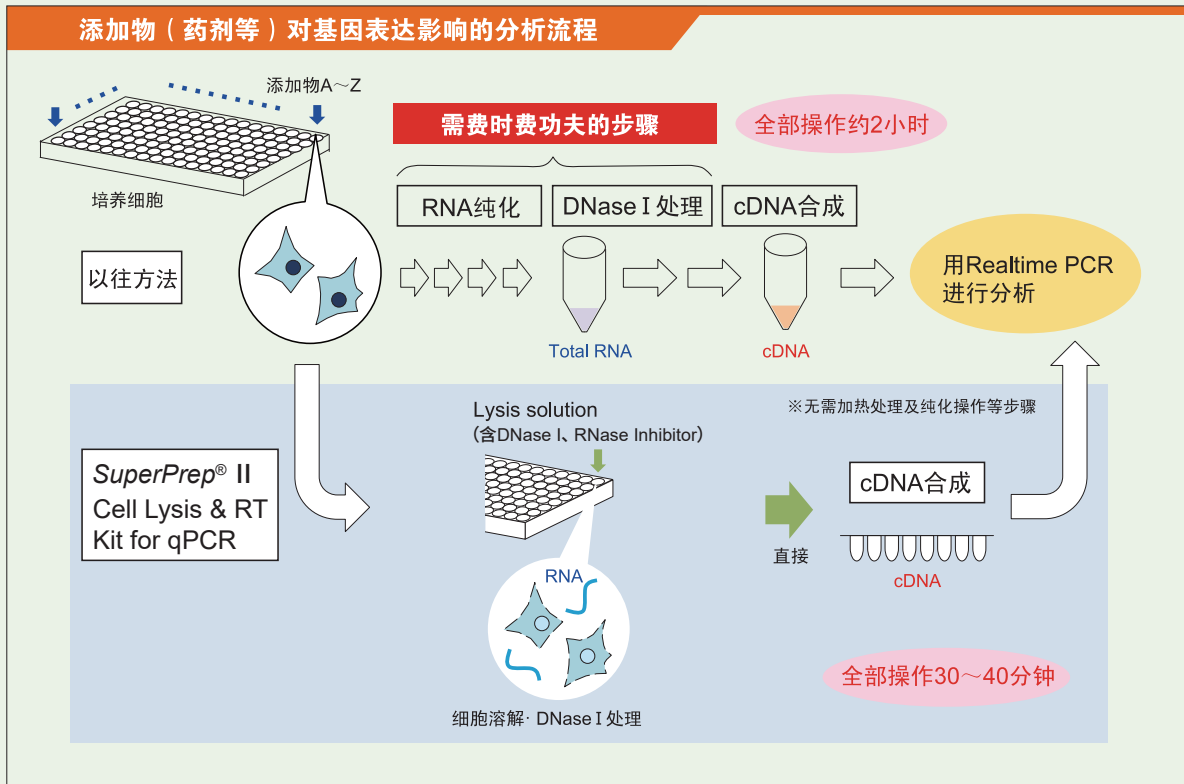 添加物（药剂等）对基因表达影响的分析流程
添加物A～Z
培养细胞
需费时费功夫的步骤
全部操作约2小时
RNA纯化
DNase I 处理
cDNA合成
以往方法
Total RNA
cDNA
用Realtime PCR
进行分析
SuperPrep® II
Cell Lysis & RT
Kit for qPCR
Lysis solution
（含DNase I、RNase Inhibitor）
RNA
细胞溶解· DNase I 处理
直接
※无需加热处理及纯化操作等步骤
cDNA合成
cDNA
全部操作30～40分钟